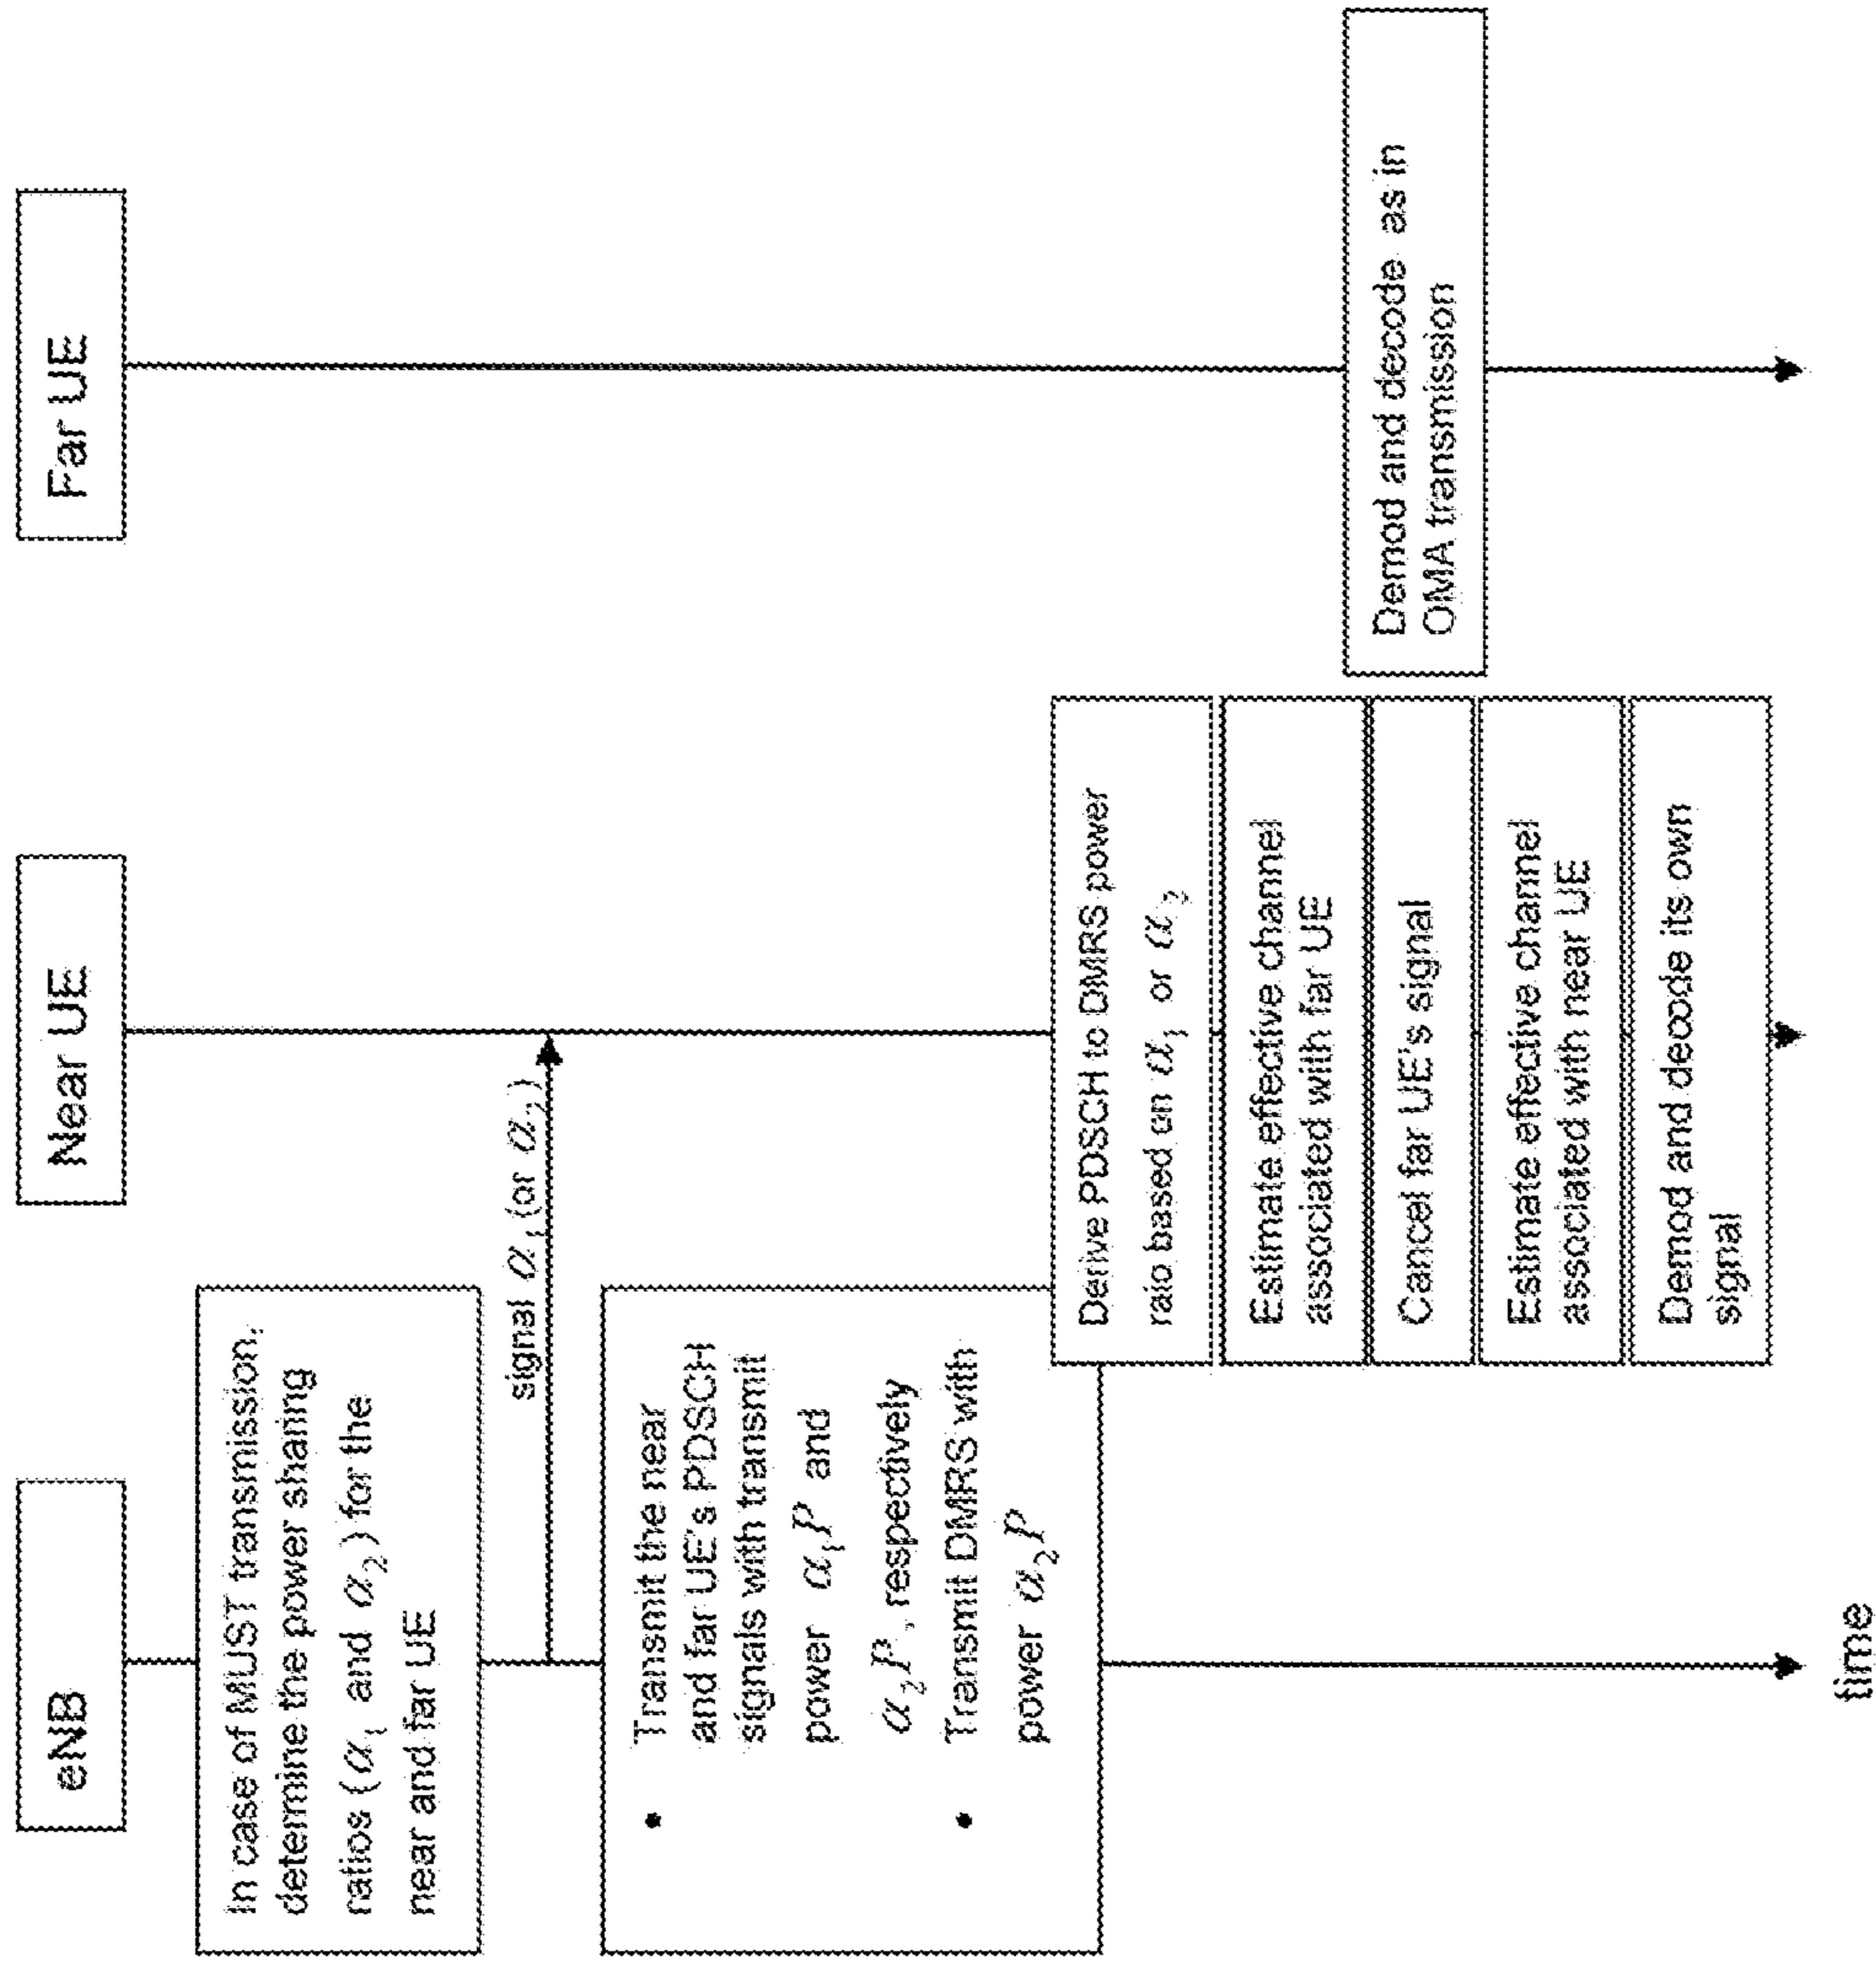 eNB
Near UE
Far UE
In case of MUST transmission,
determine the power sharing
ratios (α₁ and α₂) for the
near and far UE
signal α₁ (or α₂)
• Transmit the near
and far UE's PDSCH
signals with transmit
power α₁P and
α₂P, respectively
• Transmit DMRS with
power α₂P
Derive PDSCH to DMRS power
ratio based on α₁ or α₂
Estimate effective channel
associated with far UE
Cancel far UE's signal
Estimate effective channel
associated with near UE
Demod and decode its own
signal
Demod and decode as in
OMA transmission
time